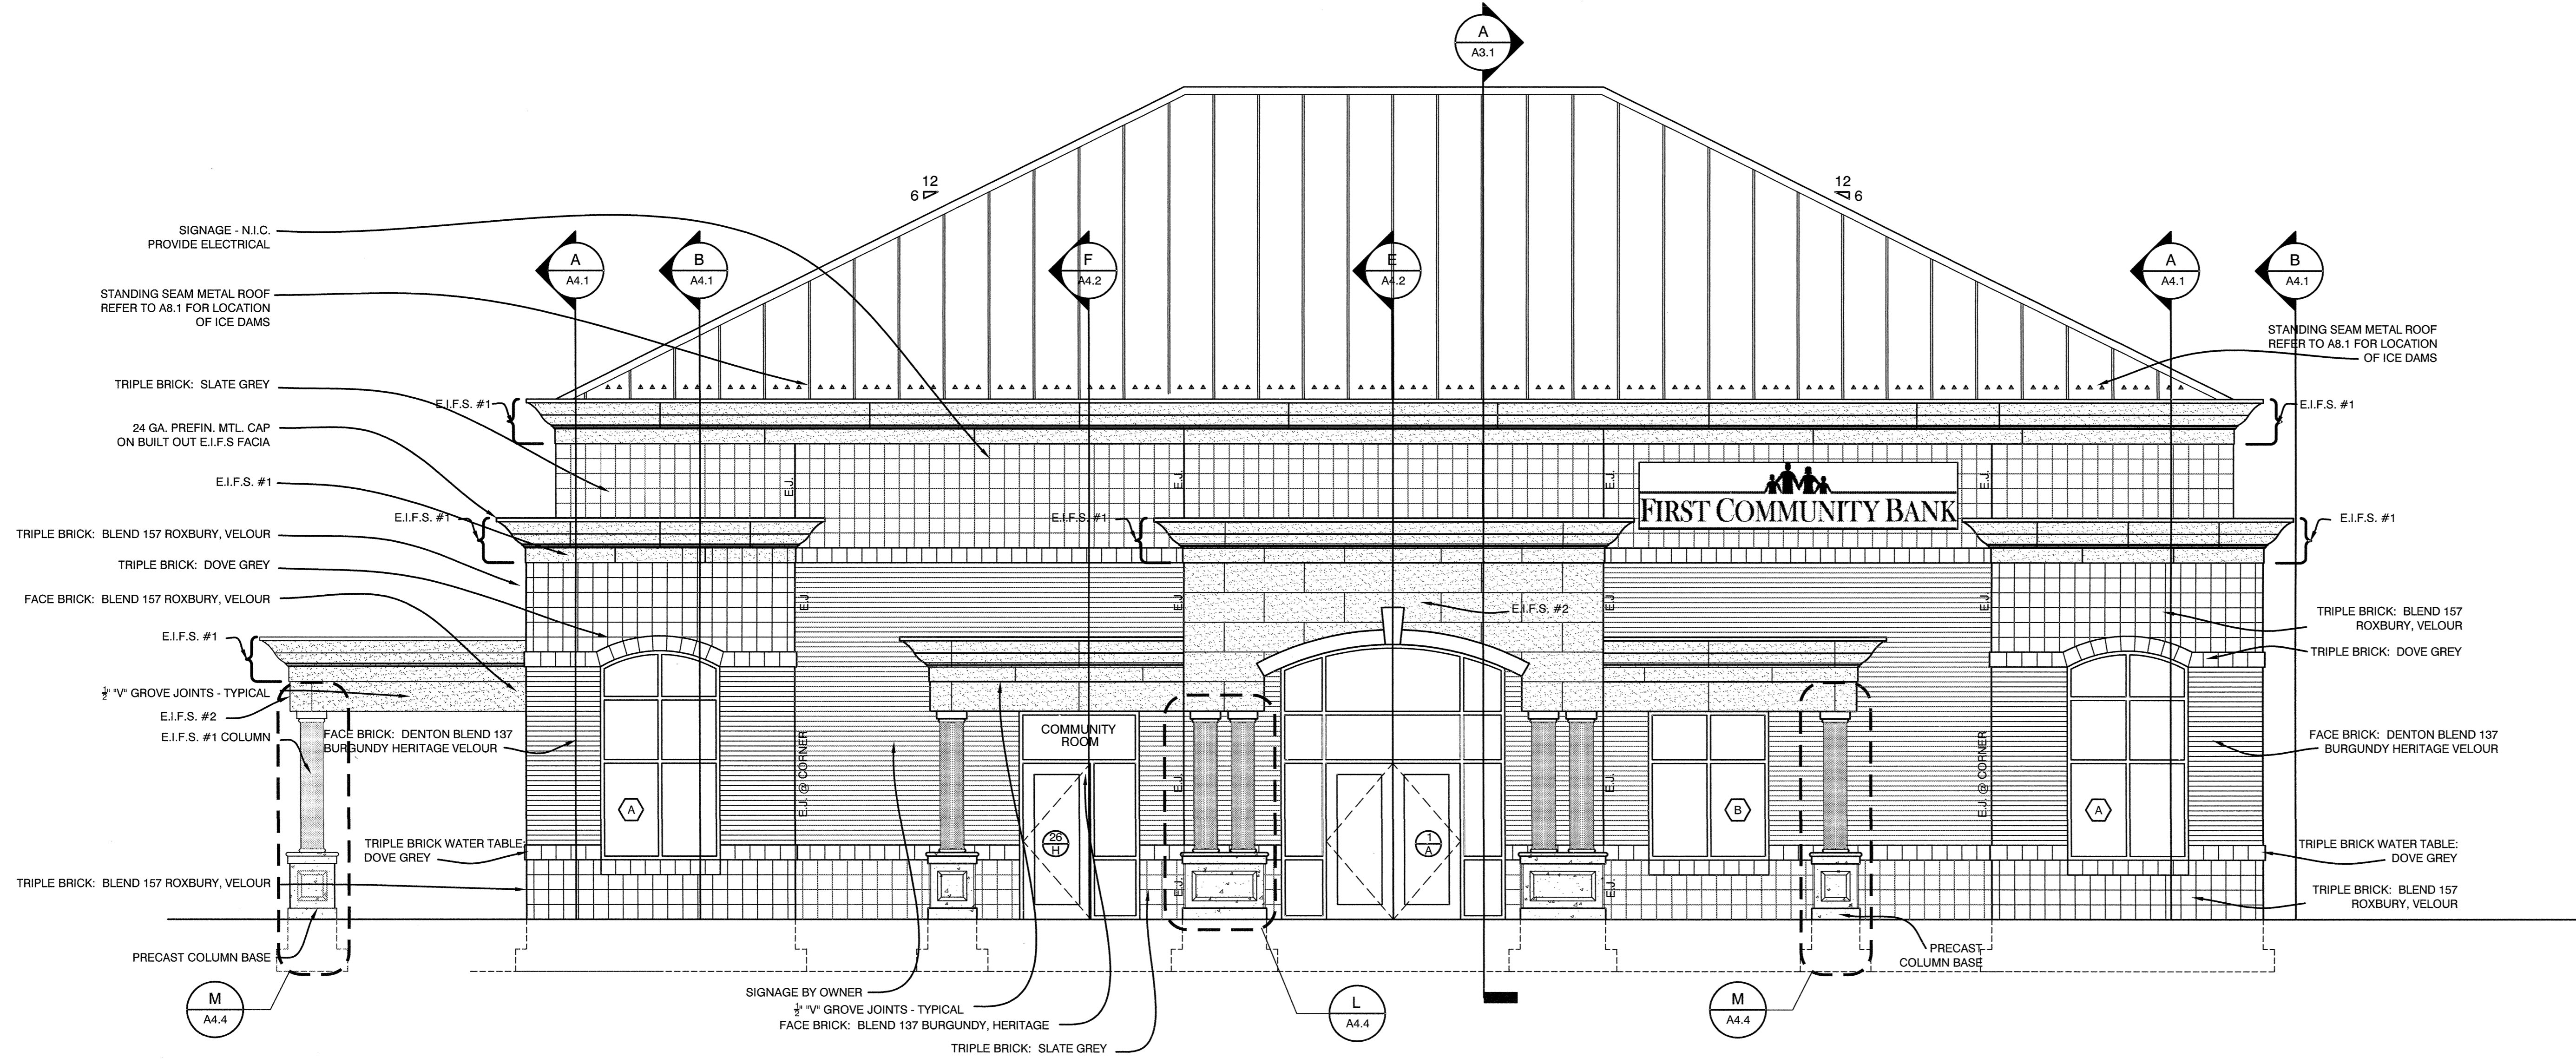 A
A3.1
12
6
12
6
SIGNAGE - N.I.C.
PROVIDE ELECTRICAL
A
A4.1
B
A4.1
F
A4.2
E
A4.2
A
A4.1
B
A4.1
STANDING SEAM METAL ROOF
REFER TO A8.1 FOR LOCATION
OF ICE DAMS
STANDING SEAM METAL ROOF
REFER TO A8.1 FOR LOCATION
OF ICE DAMS
TRIPLE BRICK: SLATE GREY
E.I.F.S. #1
E.I.F.S. #1
24 GA. PREFIN. MTL. CAP
ON BUILT OUT E.I.F.S FACIA
E.I.F.S. #1
E.J.
E.J.
E.J.
E.J.
FIRST COMMUNITY BANK
E.I.F.S. #1
E.I.F.S. #1
E.I.F.S. #1
TRIPLE BRICK: BLEND 157 ROXBURY, VELOUR
TRIPLE BRICK: DOVE GREY
FACE BRICK: BLEND 157 ROXBURY, VELOUR
E.J
E.J
E.J
E.J
E.I.F.S. #2
TRIPLE BRICK: BLEND 157
ROXBURY, VELOUR
E.I.F.S. #1
TRIPLE BRICK: DOVE GREY
½" "V" GROVE JOINTS - TYPICAL
E.I.F.S. #2
E.I.F.S. #1 COLUMN
FACE BRICK: DENTON BLEND 137
BURGUNDY HERITAGE VELOUR
COMMUNITY
ROOM
FACE BRICK: DENTON BLEND 137
BURGUNDY HERITAGE VELOUR
E.J. @ CORNER
E.J.
E.J.
E.J. @ CORNER
A
B
A
26
H
1
A
TRIPLE BRICK WATER TABLE:
DOVE GREY
TRIPLE BRICK WATER TABLE:
DOVE GREY
TRIPLE BRICK: BLEND 157 ROXBURY, VELOUR
E.J.
E.J.
TRIPLE BRICK: BLEND 157
ROXBURY, VELOUR
PRECAST COLUMN BASE
PRECAST
COLUMN BASE
M
A4.4
SIGNAGE BY OWNER
½" "V" GROVE JOINTS - TYPICAL
FACE BRICK: BLEND 137 BURGUNDY, HERITAGE
TRIPLE BRICK: SLATE GREY
L
A4.4
M
A4.4